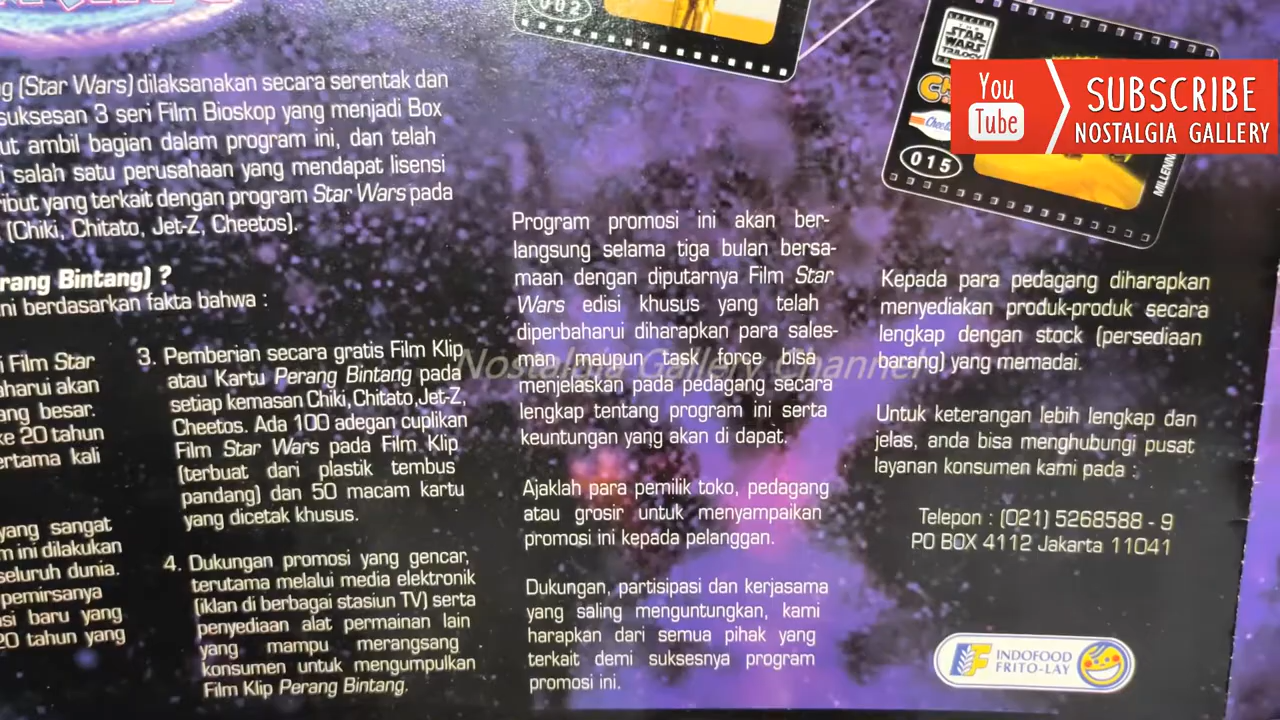 002
SPECIAL
THE
STAR
WARS
TRILOGY
015
You
Tube
SUBSCRIBE
NOSTALGIA GALLERY
(Star Wars) dilaksanakan secara serentak dan
3 seri Film Bioskop yang menjadi Box
ambil bagian dalam program ini, dan telah
salah satu perusahaan yang mendapat lisensi
yang terkait dengan program Star Wars pada
(Chiki, Chitato, Jet-Z, Cheetos).
Bintang) ?
berdasarkan fakta bahwa :
Film Star
akan
besar.
20 tahun
kali
yang sangat
ini dilakukan
seluruh dunia.
pemirsanya
baru yang
20 tahun yang
3. Pemberian secara gratis Film Klip
atau Kartu Perang Bintang pada
setiap kemasan Chiki, Chitato, Jet-Z,
Cheetos. Ada 100 adegan cuplikan
Film Star Wars pada Film Klip
(terbuat dari plastik tembus
pandang) dan 50 macam kartu
yang dicetak khusus.
4. Dukungan promosi yang gencar,
terutama melalui media elektronik
(iklan di berbagai stasiun TV) serta
penyediaan alat permainan lain
yang mampu merangsang
konsumen untuk mengumpulkan
Film Klip Perang Bintang.
Program promosi ini akan ber-
langsung selama tiga bulan bersa-
maan dengan diputarnya Film Star
Wars edisi khusus yang telah
diperbaharui diharapkan para sales-
man maupun task force bisa
menjelaskan pada pedagang secara
lengkap tentang program ini serta
keuntungan yang akan di dapat.
Ajaklah para pemilik toko, pedagang
atau grosir untuk menyampaikan
promosi ini kepada pelanggan.
Dukungan, partisipasi dan kerjasama
yang saling menguntungkan, kami
harapkan dari semua pihak yang
terkait demi suksesnya program
promosi ini.
Kepada para pedagang diharapkan
menyediakan produk-produk secara
lengkap dengan stock (persediaan
barang) yang memadai.
Untuk keterangan lebih lengkap dan
jelas, anda bisa menghubungi pusat
layanan konsumen kami pada :
Telepon : (021) 5268588 - 9
PO BOX 4112 Jakarta 11041
INDOFOOD
FRITO-LAY
Nostalgia Gallery Channel